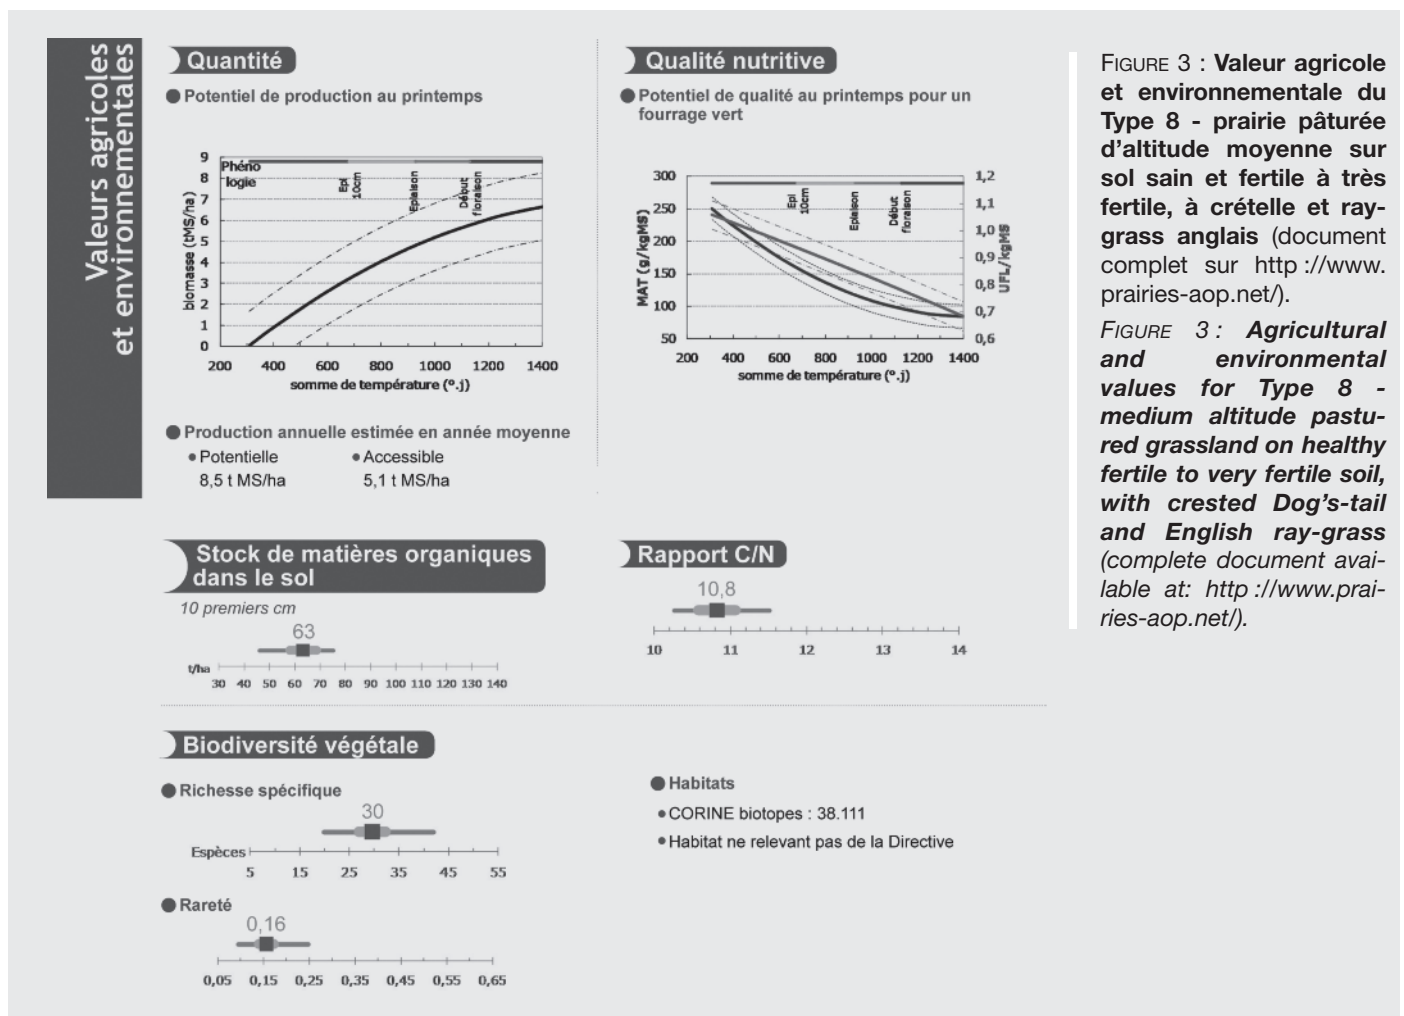 Valeurs agricoles
et environnementales
Quantité
Potentiel de production au printemps
9
8
7
6
5
4
3
2
1
0
biomasse (tMS/ha)
Phéno
logie
Epi
10cm
Epiaison
Début
floraison
200 400 600 800 1000 1200 1400
somme de température (°.j)
Production annuelle estimée en année moyenne
Potentielle Accessible
8,5 t MS/ha 5,1 t MS/ha
Qualité nutritive
Potentiel de qualité au printemps pour un
fourrage vert
300
250
200
150
100
50
MAT (g/kgMS)
Epi
10cm
Epiaison
Début
floraison
1,2
1,1
1,0
0,9
0,8
0,7
0,6
UFL/kgMS
200 400 600 800 1000 1200 1400
somme de température (°.j)
Stock de matières organiques
dans le sol
10 premiers cm
63
t/ha
30 40 50 60 70 80 90 100 110 120 130 140
Rapport C/N
10,8
10 11 12 13 14
Biodiversité végétale
Richesse spécifique
30
Espèces
5 15 25 35 45 55
Rareté
0,16
0,05 0,15 0,25 0,35 0,45 0,55 0,65
Habitats
CORINE biotopes : 38.111
Habitat ne relevant pas de la Directive
FIGURE 3 : Valeur agricole
et environnementale du
Type 8 - prairie pâturée
d'altitude moyenne sur
sol sain et fertile à très
fertile, à crételle et ray-
grass anglais (document
complet sur http ://www.
prairies-aop.net/).
FIGURE 3 : Agricultural
and environmental
values for Type 8 -
medium altitude pastu-
red grassland on healthy
fertile to very fertile soil,
with crested Dog's-tail
and English ray-grass
(complete document avai-
lable at: http ://www.prai-
ries-aop.net/).